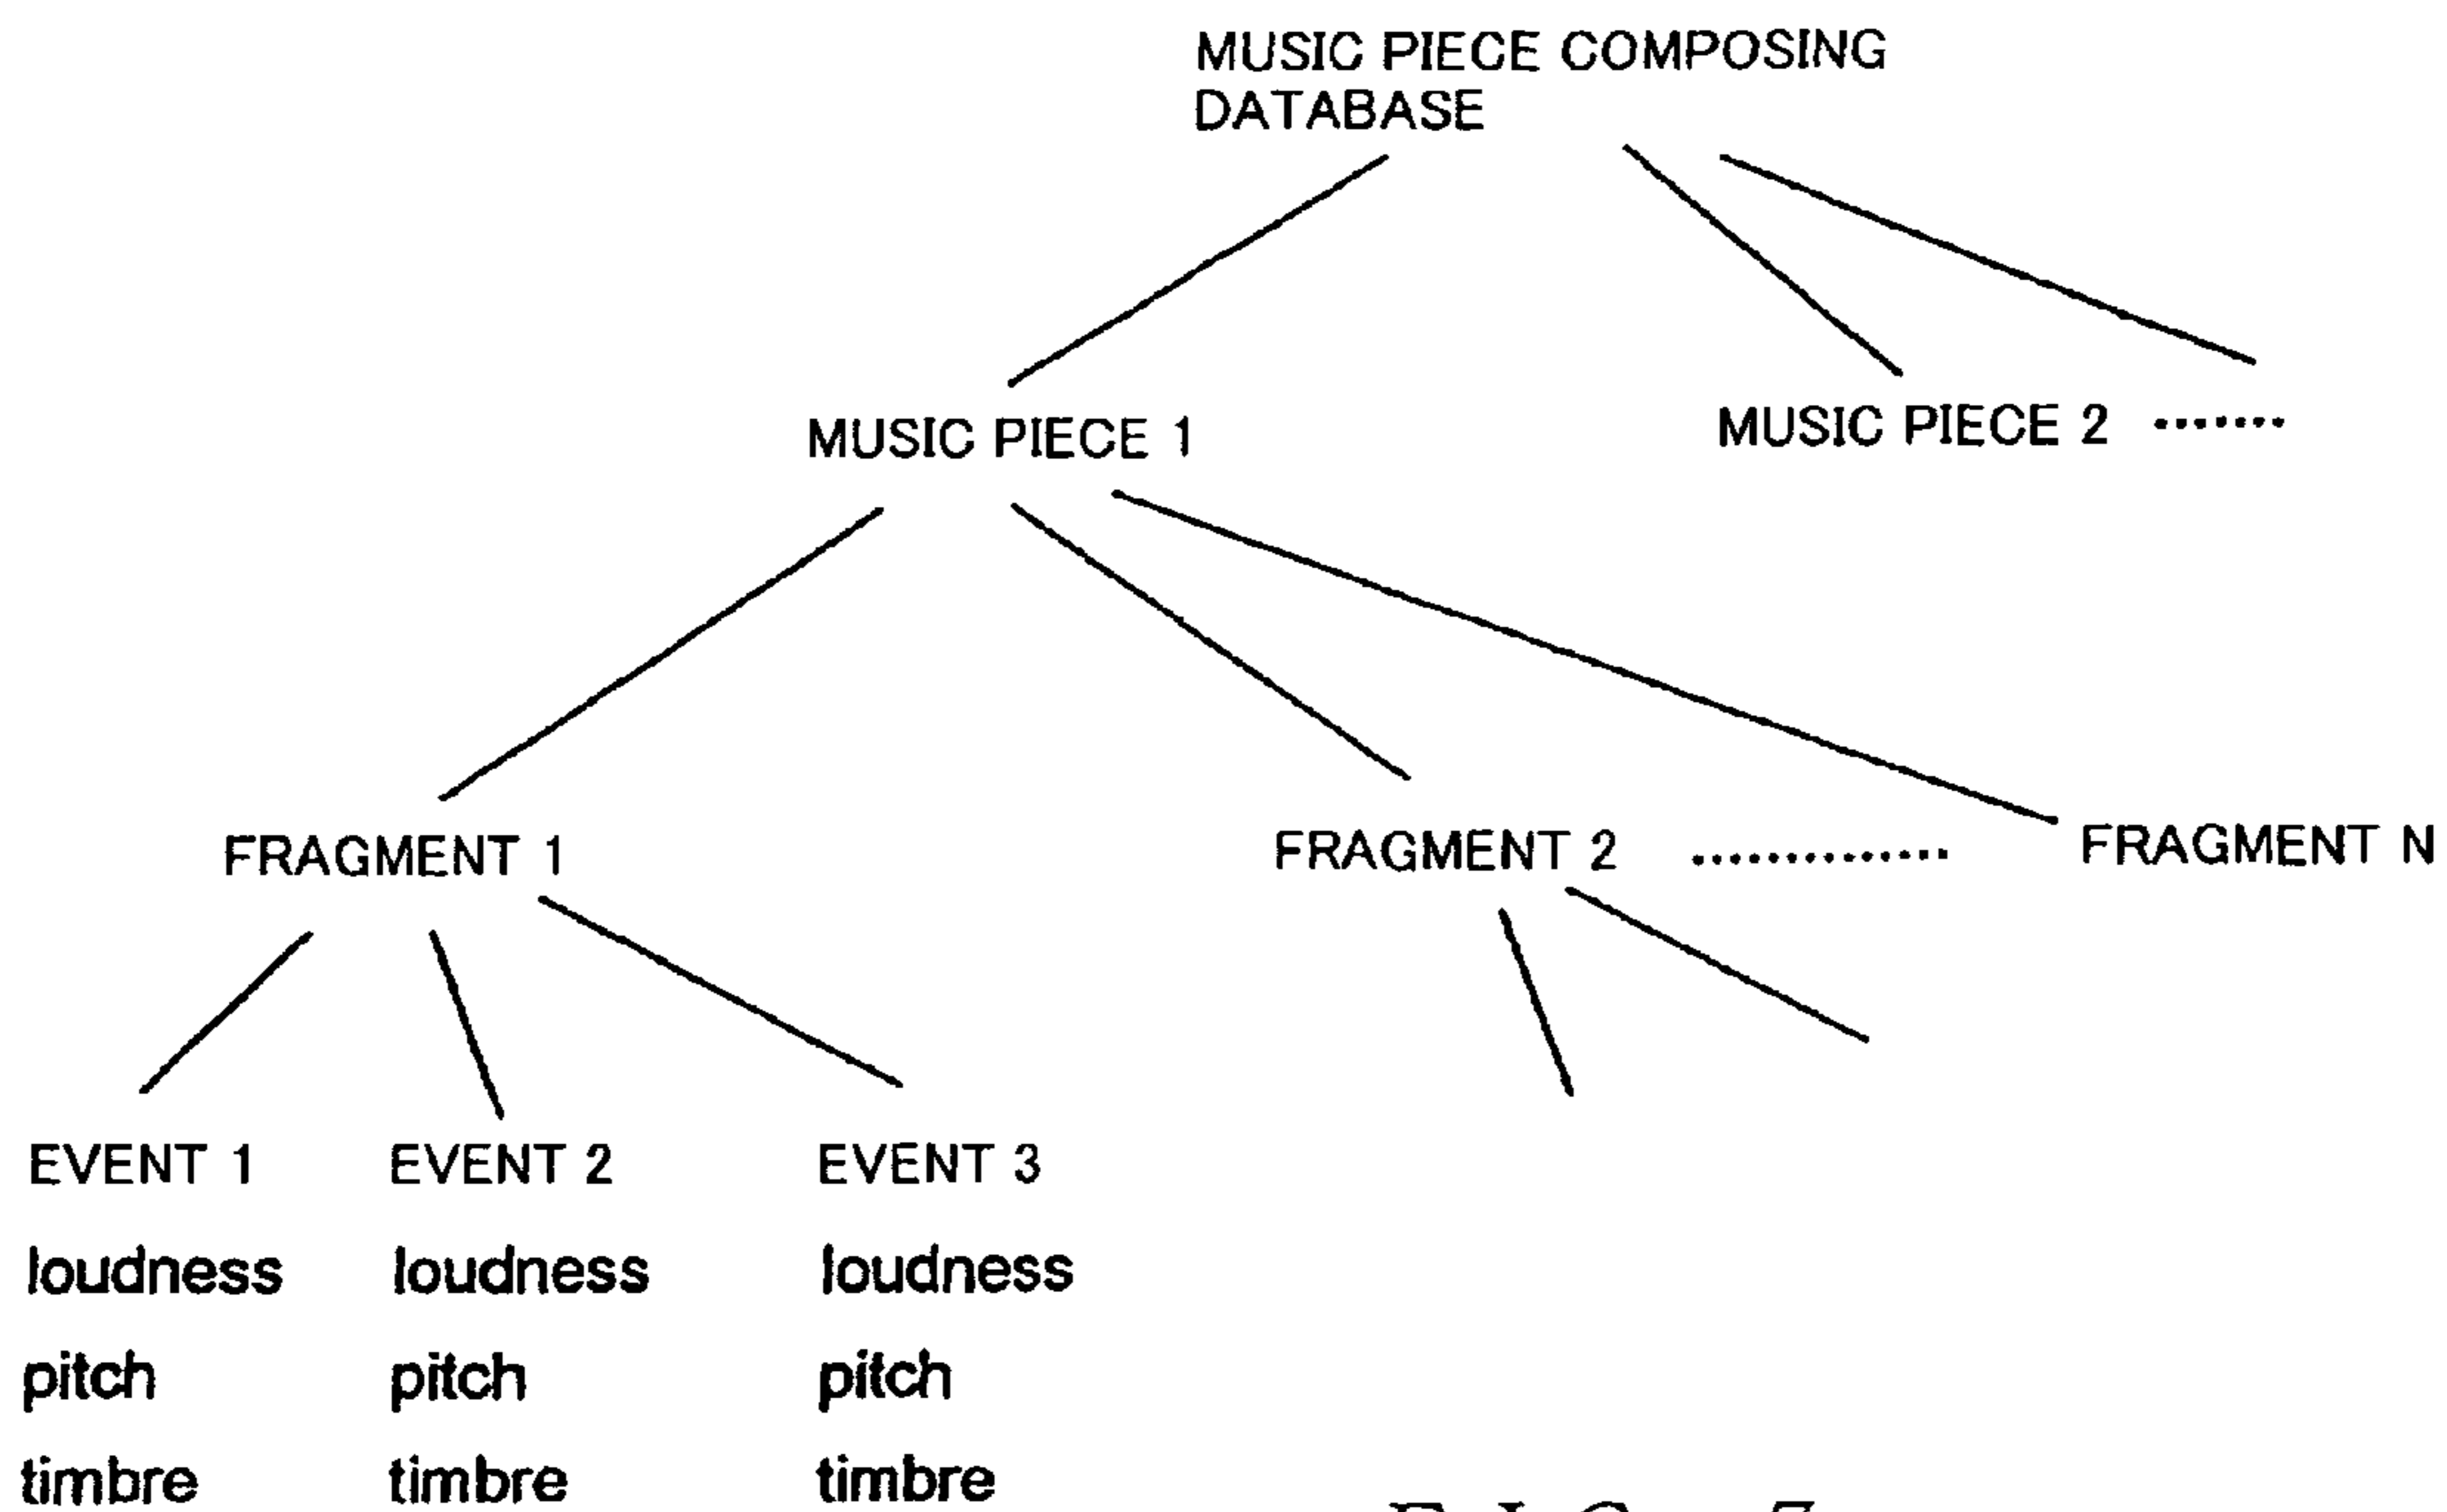 MUSIC PIECE COMPOSING
DATABASE
MUSIC PIECE 1
MUSIC PIECE 2 .......
FRAGMENT 1
FRAGMENT 2 ..............
FRAGMENT N
EVENT 1
EVENT 2
EVENT 3
loudness
loudness
loudness
pitch
pitch
pitch
timbre
timbre
timbre